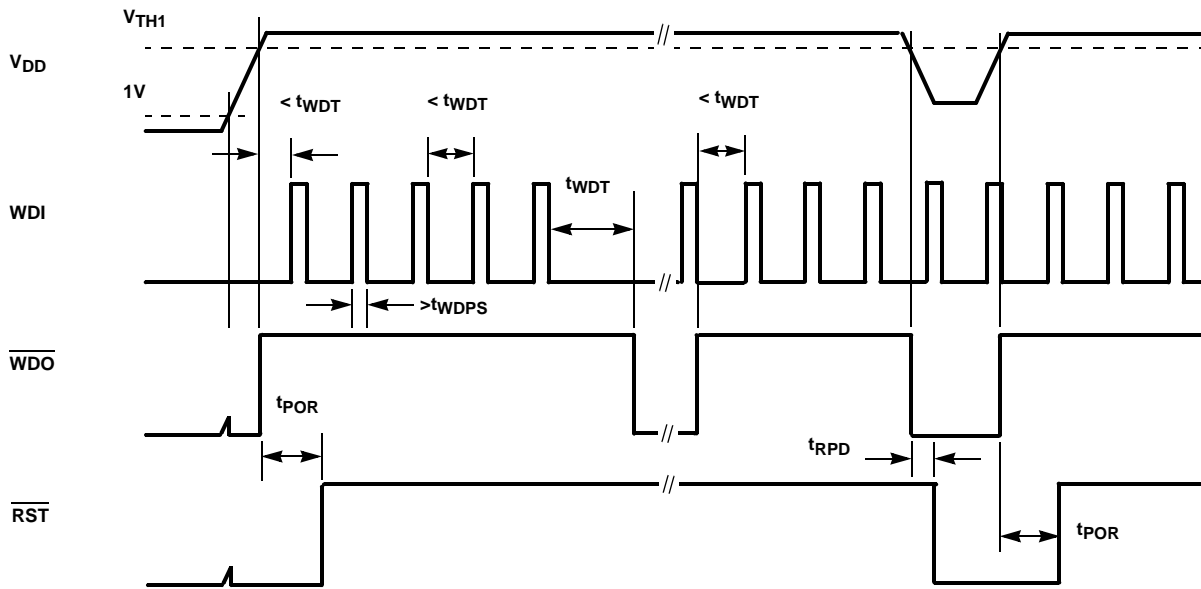 VTH1
VDD
1V
< tWDT
< tWDT
< tWDT
tWDT
WDI
>tWDPS
WDO
tPOR
tRPD
RST
tPOR